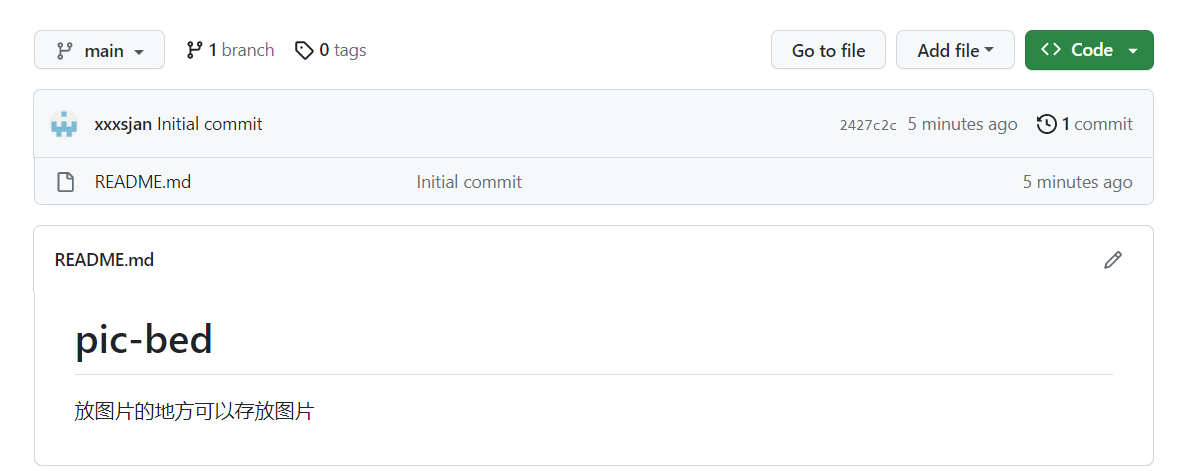 main 1 branch 0 tags Go to file Add file Code
xxxsjan Initial commit 2427c2c 5 minutes ago 1 commit
README.md Initial commit 5 minutes ago
README.md
pic-bed
放图片的地方可以存放图片